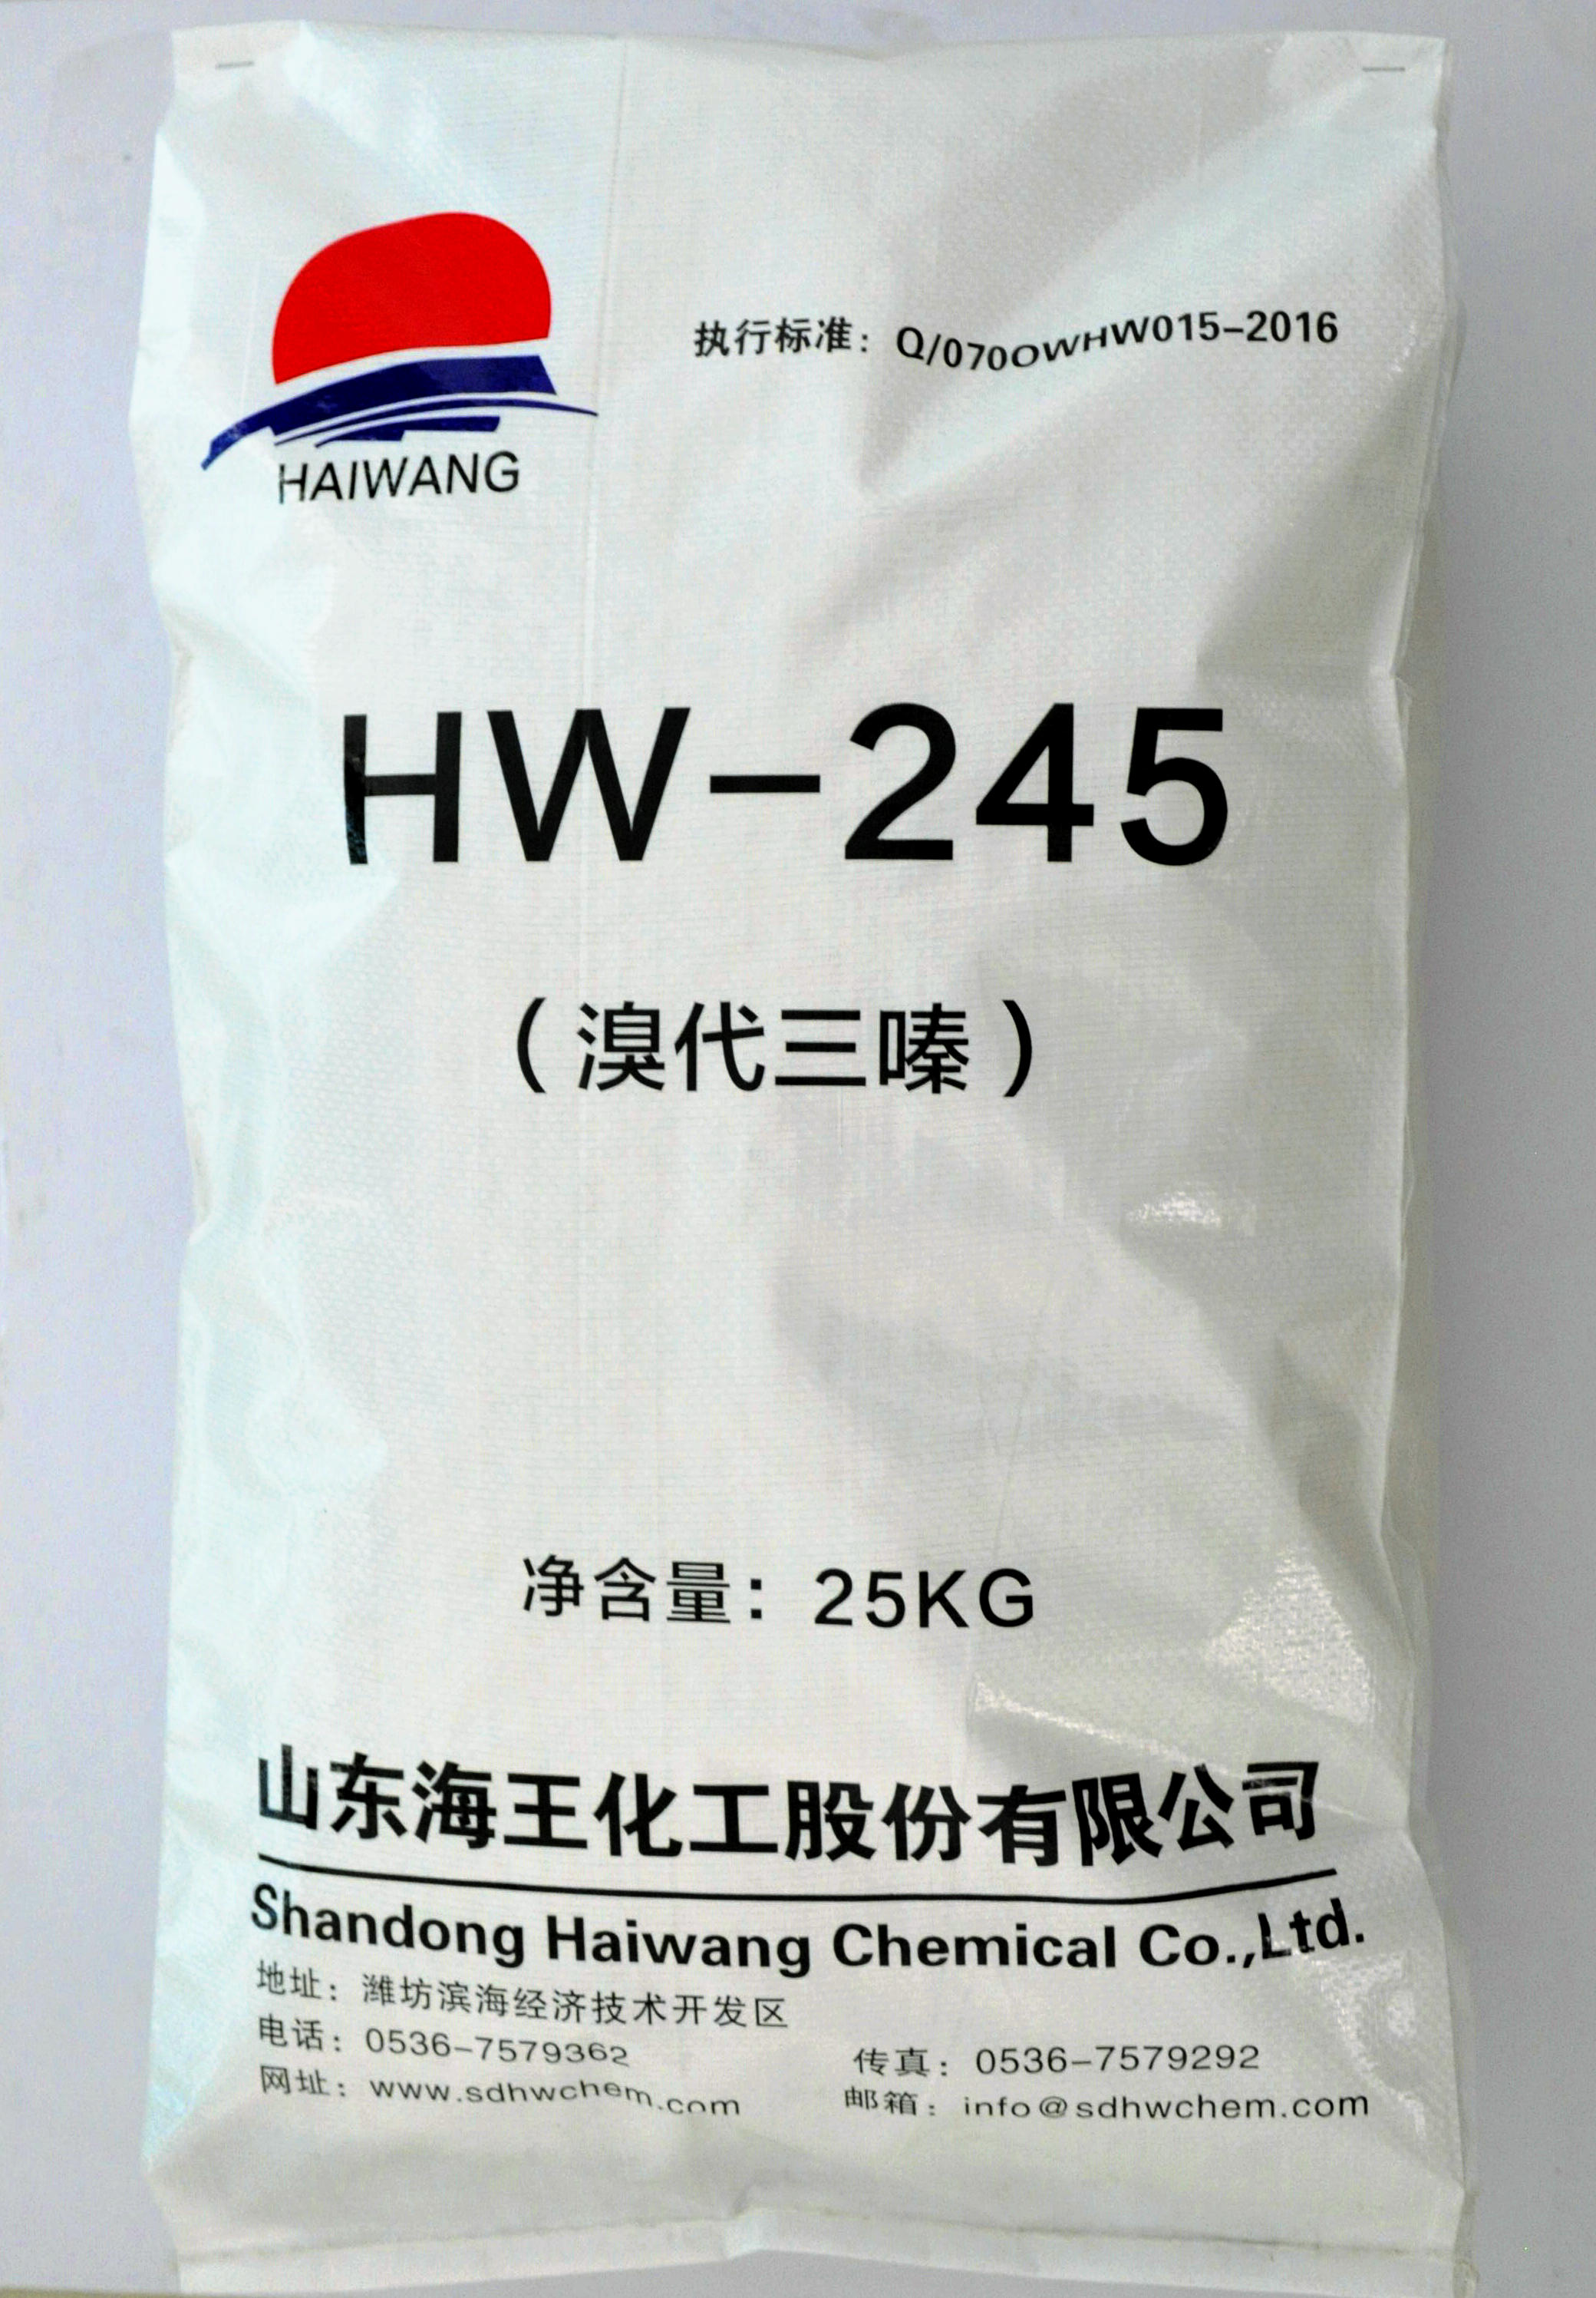 执行标准：Q/0700WHW015-2016
HAIWANG
HW-245
（溴代三嗪）
净含量：25KG
山东海王化工股份有限公司
Shandong Haiwang Chemical Co.,Ltd.
地址：潍坊滨海经济技术开发区
电话：0536-7579362 传真：0536-7579292
网址：www.sdhwchem.com 邮箱：info@sdhwchem.com